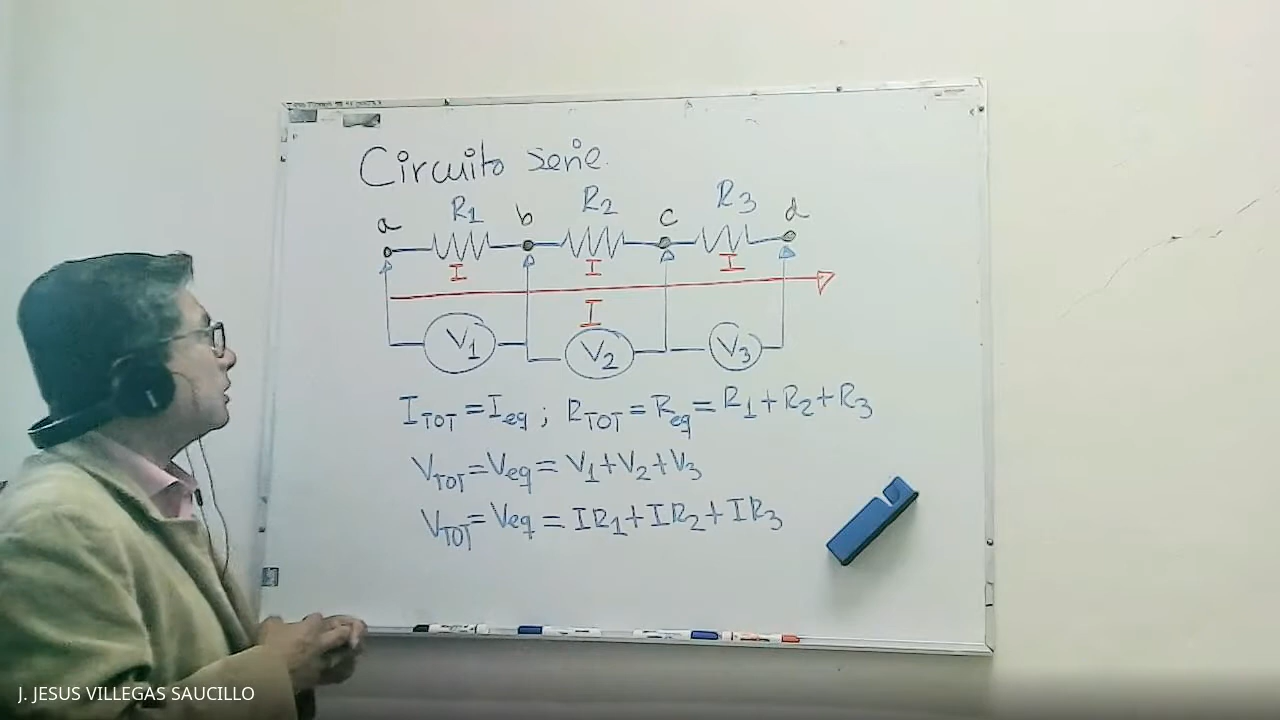 Circuito serie.
R1 R2 R3
a b c d
I I I
I
V1 V2 V3
ITOT = Ieq ; RTOT = Req = R1 + R2 + R3
VTOT = Veq = V1 + V2 + V3
VTOT = Veq = IR1 + IR2 + IR3
J. JESUS VILLEGAS SAUCILLO